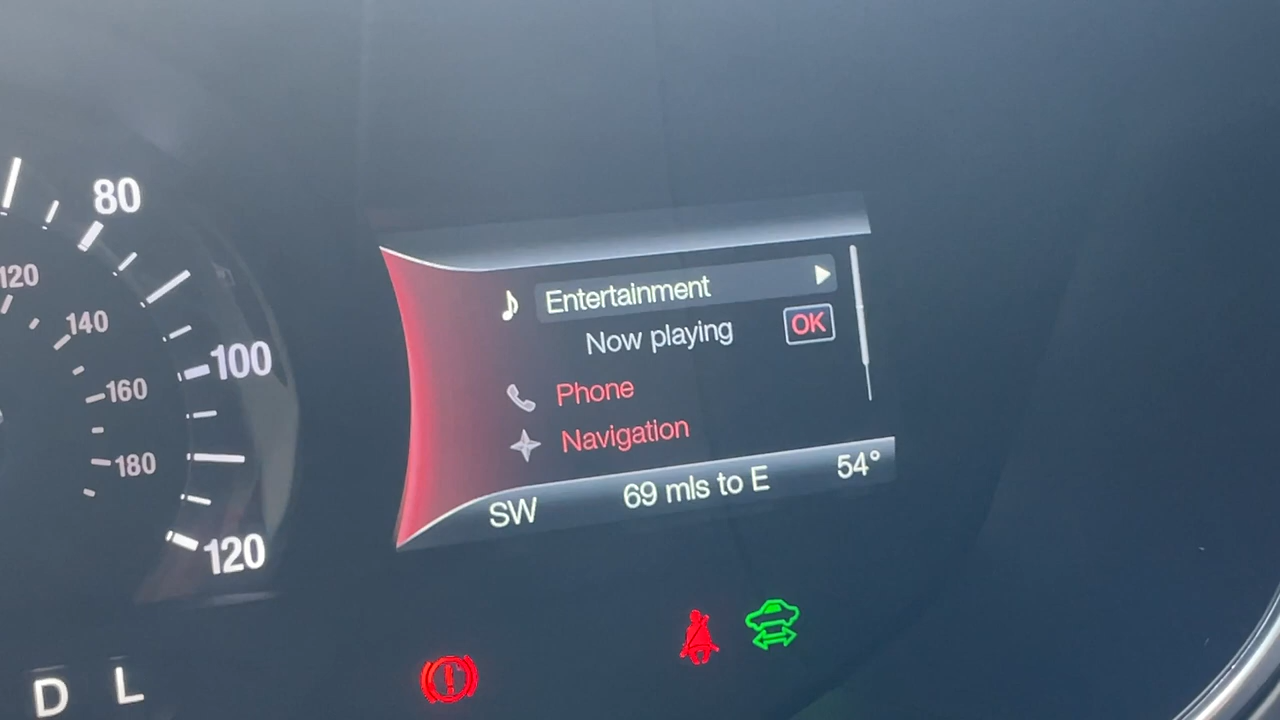 80
120
140
100
160
180
120
D L
Entertainment
Now playing OK
Phone
Navigation
SW 69 mls to E 54°